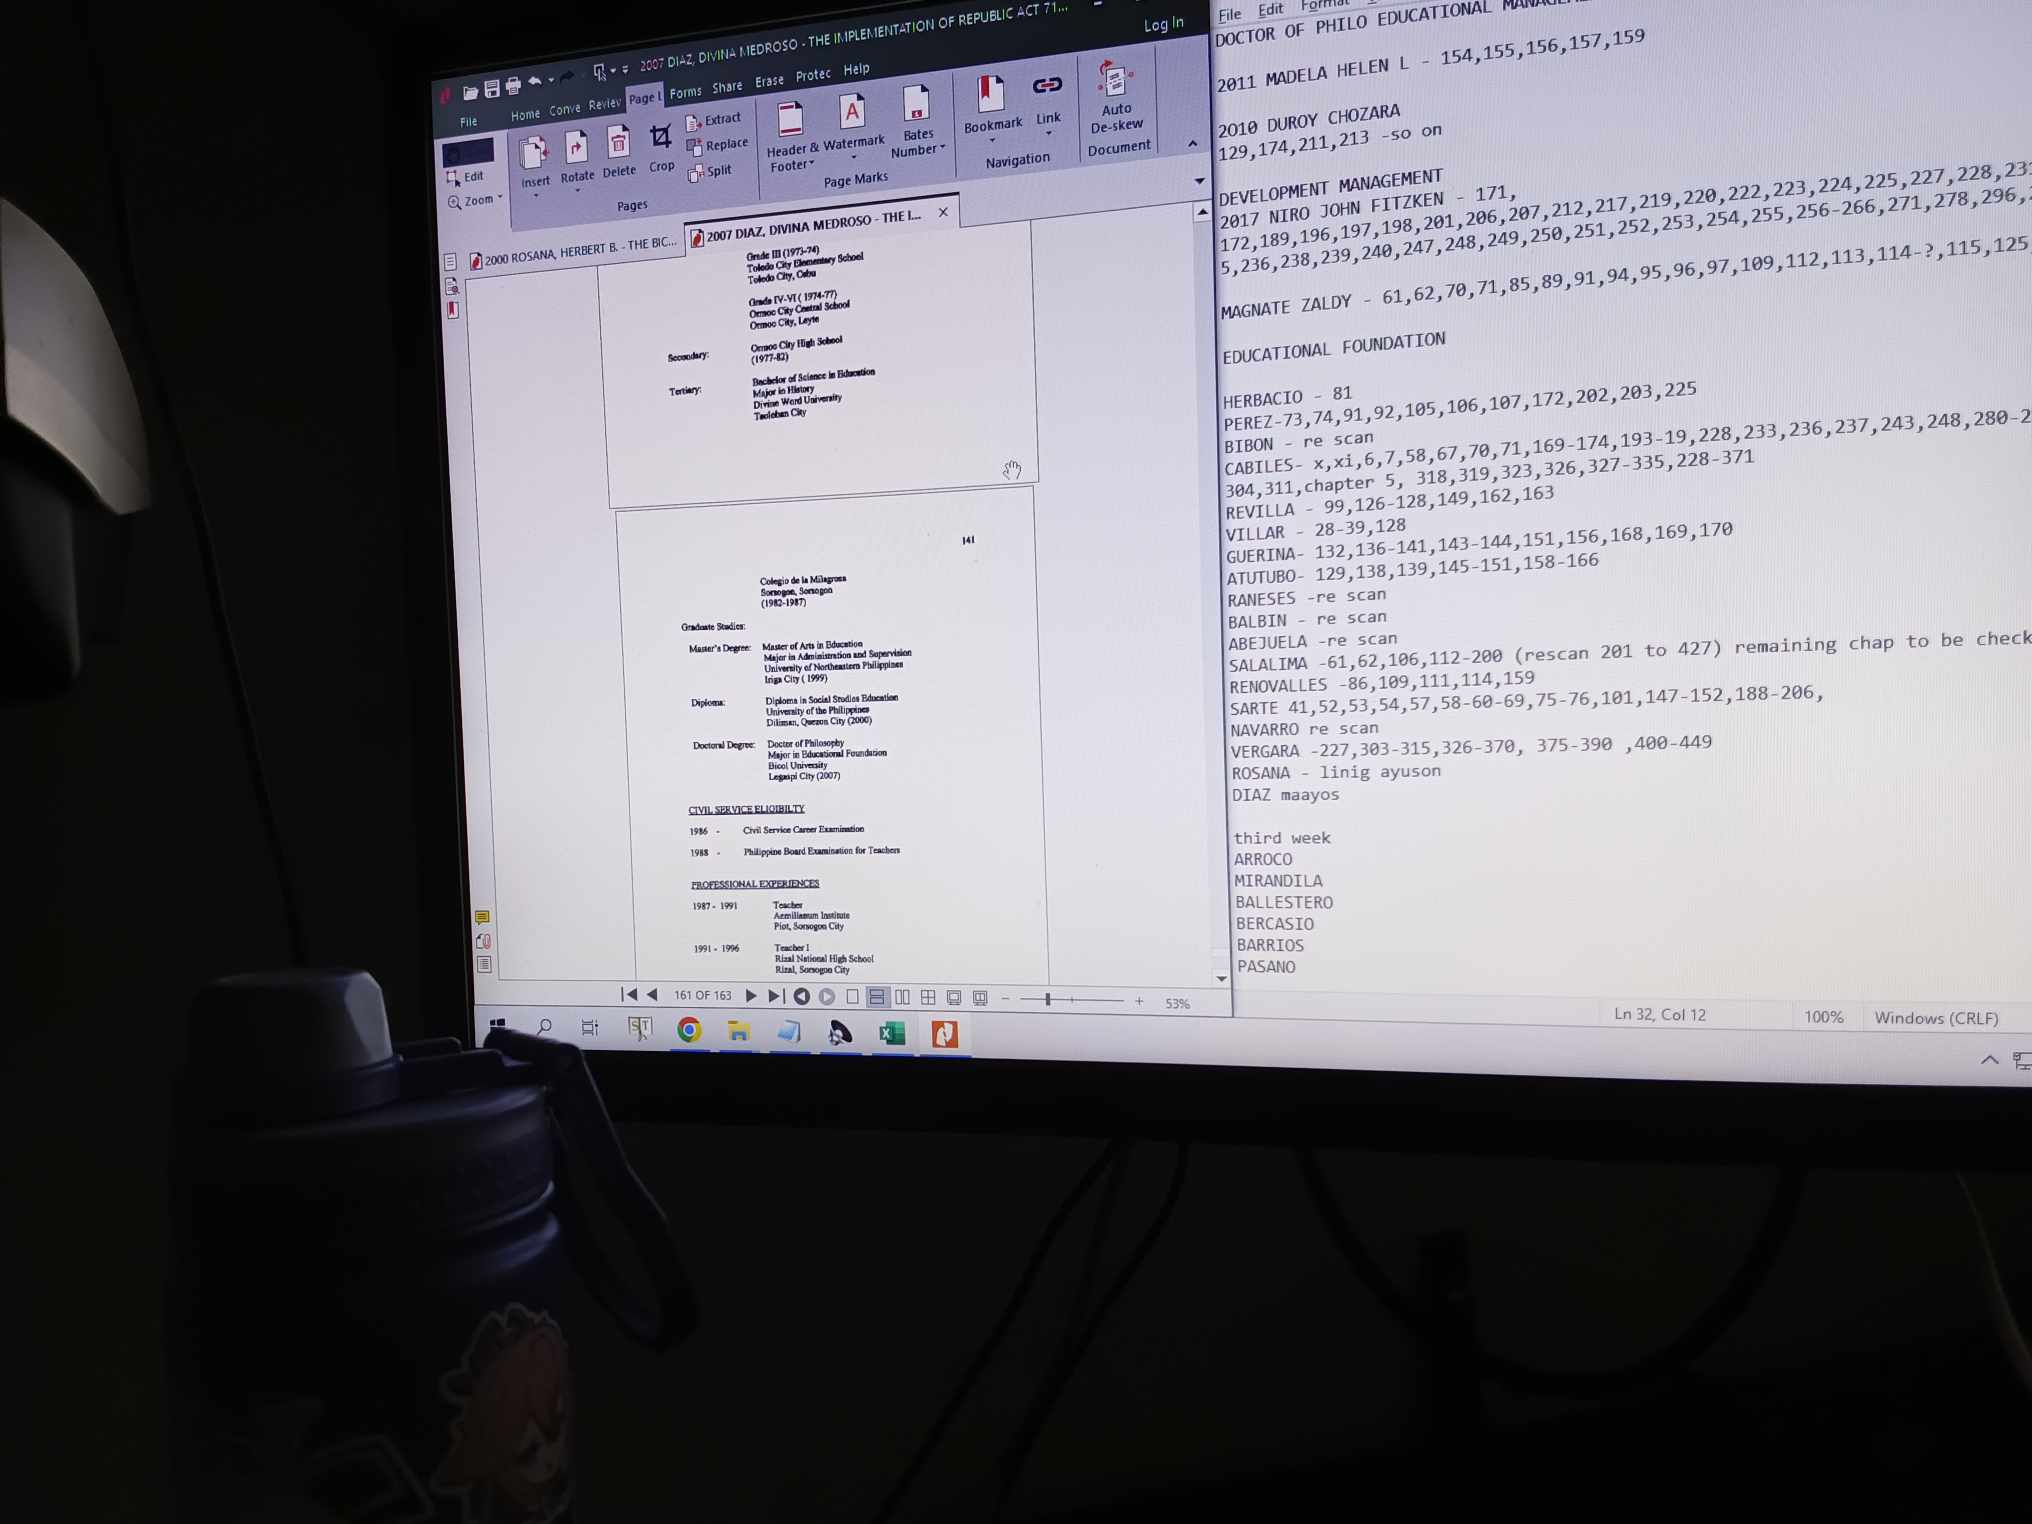 2007 DIAZ, DIVINA MEDROSO - THE IMPLEMENTATION OF REPUBLIC ACT 71...
Log In
File
Home
Conve
Review
Page L
Forms
Share
Erase
Protec
Help
Edit
Zoom
Insert
Rotate
Delete
Crop
Extract
Replace
Split
Pages
Header & Footer
Watermark
Bates Number
Page Marks
Bookmark
Link
Navigation
Auto De-skew
Document
2000 ROSANA, HERBERT B. - THE BIC...
2007 DIAZ, DIVINA MEDROSO - THE I...
Grade III (1973-74)
Toledo City Elementary School
Toledo City, Cebu
Grade IV-VI ( 1974-77)
Ormoc City Central School
Ormoc City, Leyte
Secondary: Ormoc City High School
(1977-82)
Tertiary: Bachelor of Science in Education
Major in History
Divine Word University
Tacloban City
141
Colegio de la Milagrosa
Sorsogon, Sorsogon
(1982-1987)
Graduate Studies:
Master's Degree: Master of Arts in Education
Major in Administration and Supervision
University of Northeastern Philippines
Iriga City ( 1999)
Diploma: Diploma in Social Studies Education
University of the Philippines
Diliman, Quezon City (2000)
Doctoral Degree: Doctor of Philosophy
Major in Educational Foundation
Bicol University
Legaspi City (2007)
CIVIL SERVICE ELIGIBILTY
1986 - Civil Service Career Examination
1988 - Philippine Board Examination for Teachers
PROFESSIONAL EXPERIENCES
1987 - 1991 Teacher
Aemilianum Institute
Piot, Sorsogon City
1991 - 1996 Teacher I
Rizal National High School
Rizal, Sorsogon City
161 OF 163
53%
File Edit Format
DOCTOR OF PHILO EDUCATIONAL
2011 MADELA HELEN L - 154,155,156,157,159
2010 DUROY CHOZARA
129,174,211,213 -so on
DEVELOPMENT MANAGEMENT
2017 NIRO JOHN FITZKEN - 171,
172,189,196,197,198,201,206,207,212,217,219,220,222,223,224,225,227,228,23
5,236,238,239,240,247,248,249,250,251,252,253,254,255,256-266,271,278,296,
MAGNATE ZALDY - 61,62,70,71,85,89,91,94,95,96,97,109,112,113,114-?,115,125
EDUCATIONAL FOUNDATION
HERBACIO - 81
PEREZ-73,74,91,92,105,106,107,172,202,203,225
BIBON - re scan
CABILES- x,xi,6,7,58,67,70,71,169-174,193-19,228,233,236,237,243,248,280-2
304,311,chapter 5, 318,319,323,326,327-335,228-371
REVILLA - 99,126-128,149,162,163
VILLAR - 28-39,128
GUERINA- 132,136-141,143-144,151,156,168,169,170
ATUTUBO- 129,138,139,145-151,158-166
RANESES -re scan
BALBIN - re scan
ABEJUELA -re scan
SALALIMA -61,62,106,112-200 (rescan 201 to 427) remaining chap to be check
RENOVALLES -86,109,111,114,159
SARTE 41,52,53,54,57,58-60-69,75-76,101,147-152,188-206,
NAVARRO re scan
VERGARA -227,303-315,326-370, 375-390 ,400-449
ROSANA - linig ayuson
DIAZ maayos
third week
ARROCO
MIRANDILA
BALLESTERO
BERCASIO
BARRIOS
PASANO
Ln 32, Col 12
100%
Windows (CRLF)